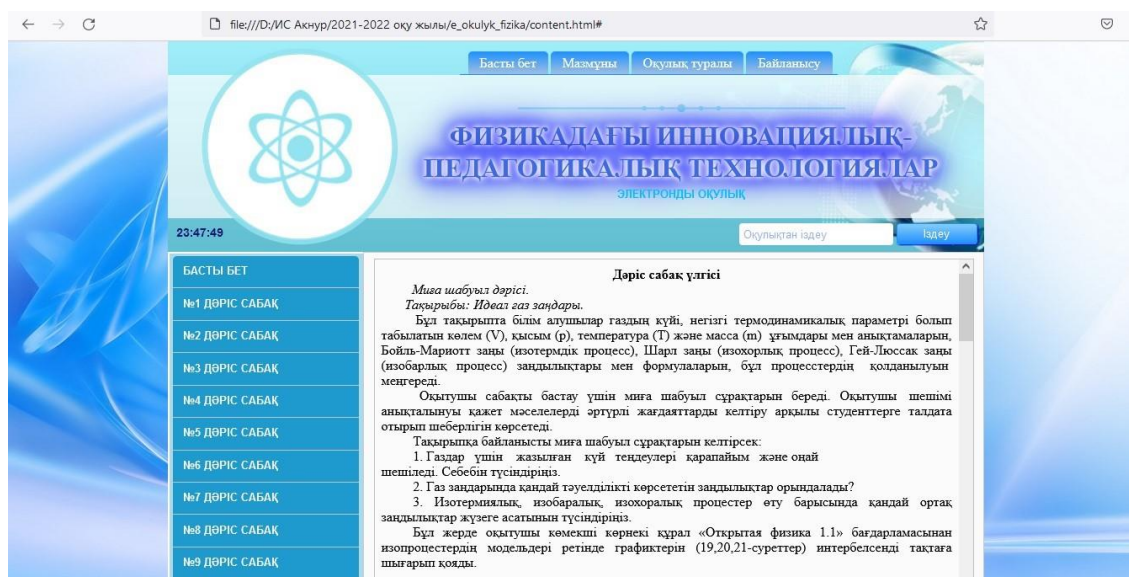 file:///D:/ИС Акнур/2021-2022 оқу жылы/e_okulyk_fizika/content.html#
Басты бет Мазмұны Оқулық туралы Байланысу
ФИЗИКАДАҒЫ ИННОВАЦИЯЛЫҚ-
ПЕДАГОГИКАЛЫҚ ТЕХНОЛОГИЯЛАР
ЭЛЕКТРОНДЫ ОҚУЛЫҚ
23:47:49
Оқулықтан іздеу Іздеу
БАСТЫ БЕТ
№1 ДӘРІС САБАҚ
№2 ДӘРІС САБАҚ
№3 ДӘРІС САБАҚ
№4 ДӘРІС САБАҚ
№5 ДӘРІС САБАҚ
№6 ДӘРІС САБАҚ
№7 ДӘРІС САБАҚ
№8 ДӘРІС САБАҚ
№9 ДӘРІС САБАҚ
Дәріс сабақ үлгісі
Миға шабуыл дәрісі.
Тақырыбы: Идеал газ заңдары.
Бұл тақырыпта білім алушылар газдың күйі, негізгі термодинамикалық параметрі болып
табылатын көлем (V), қысым (p), температура (T) және масса (m) ұғымдары мен анықтамаларын,
Бойль-Мариотт заңы (изотермдік процесс), Шарл заңы (изохорлық процесс), Гей-Люссак заңы
(изобарлық процесс) заңдылықтары мен формулаларын, бұл процесстердің қолданылуын
меңгереді.
Оқытушы сабақты бастау үшін миға шабуыл сұрақтарын береді. Оқытушы шешімі
анықталынуы қажет мәселелерді әртүрлі жағдаяттарды келтіру арқылы студенттерге талдата
отырып шеберлігін көрсетеді.
Тақырыпқа байланысты миға шабуыл сұрақтарын келтірсек:
1. Газдар үшін жазылған күй теңдеулері қарапайым және оңай
шешіледі. Себебін түсіндіріңіз.
2. Газ заңдарында қандай тәуелділікті көрсететін заңдылықтар орындалады?
3. Изотермиялық, изобаралық, изохоралық процестер өту барысында қандай ортақ
заңдылықтар жүзеге асатынын түсіндіріңіз.
Бұл жерде оқытушы көмекші көрнекі құрал «Открытая физика 1.1» бағдарламасынан
изопроцестердің модельдері ретінде графиктерін (19,20,21-суреттер) интербелсенді тақтаға
шығарып қояды.